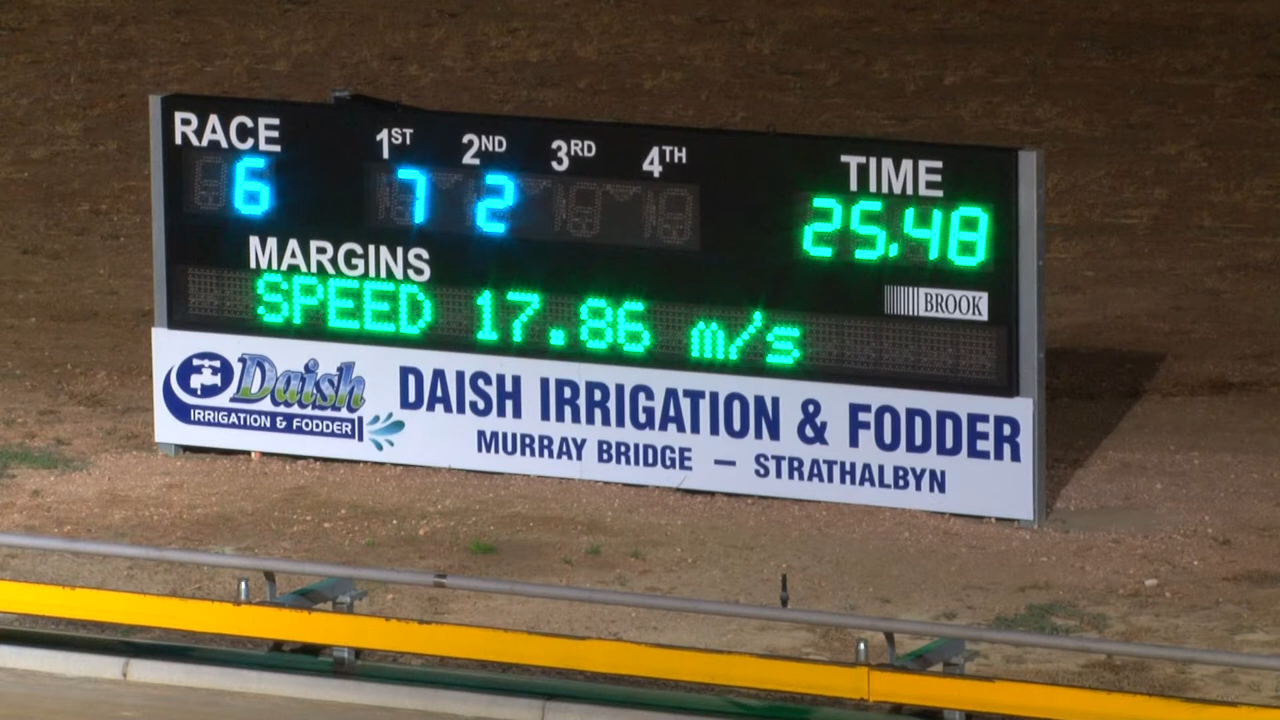 RACE 1ST 2ND 3RD 4TH TIME
6 7 2 25.48
MARGINS
SPEED 17.86 m/s
BROOK
Daish
IRRIGATION & FODDER
DAISH IRRIGATION & FODDER
MURRAY BRIDGE – STRATHALBYN